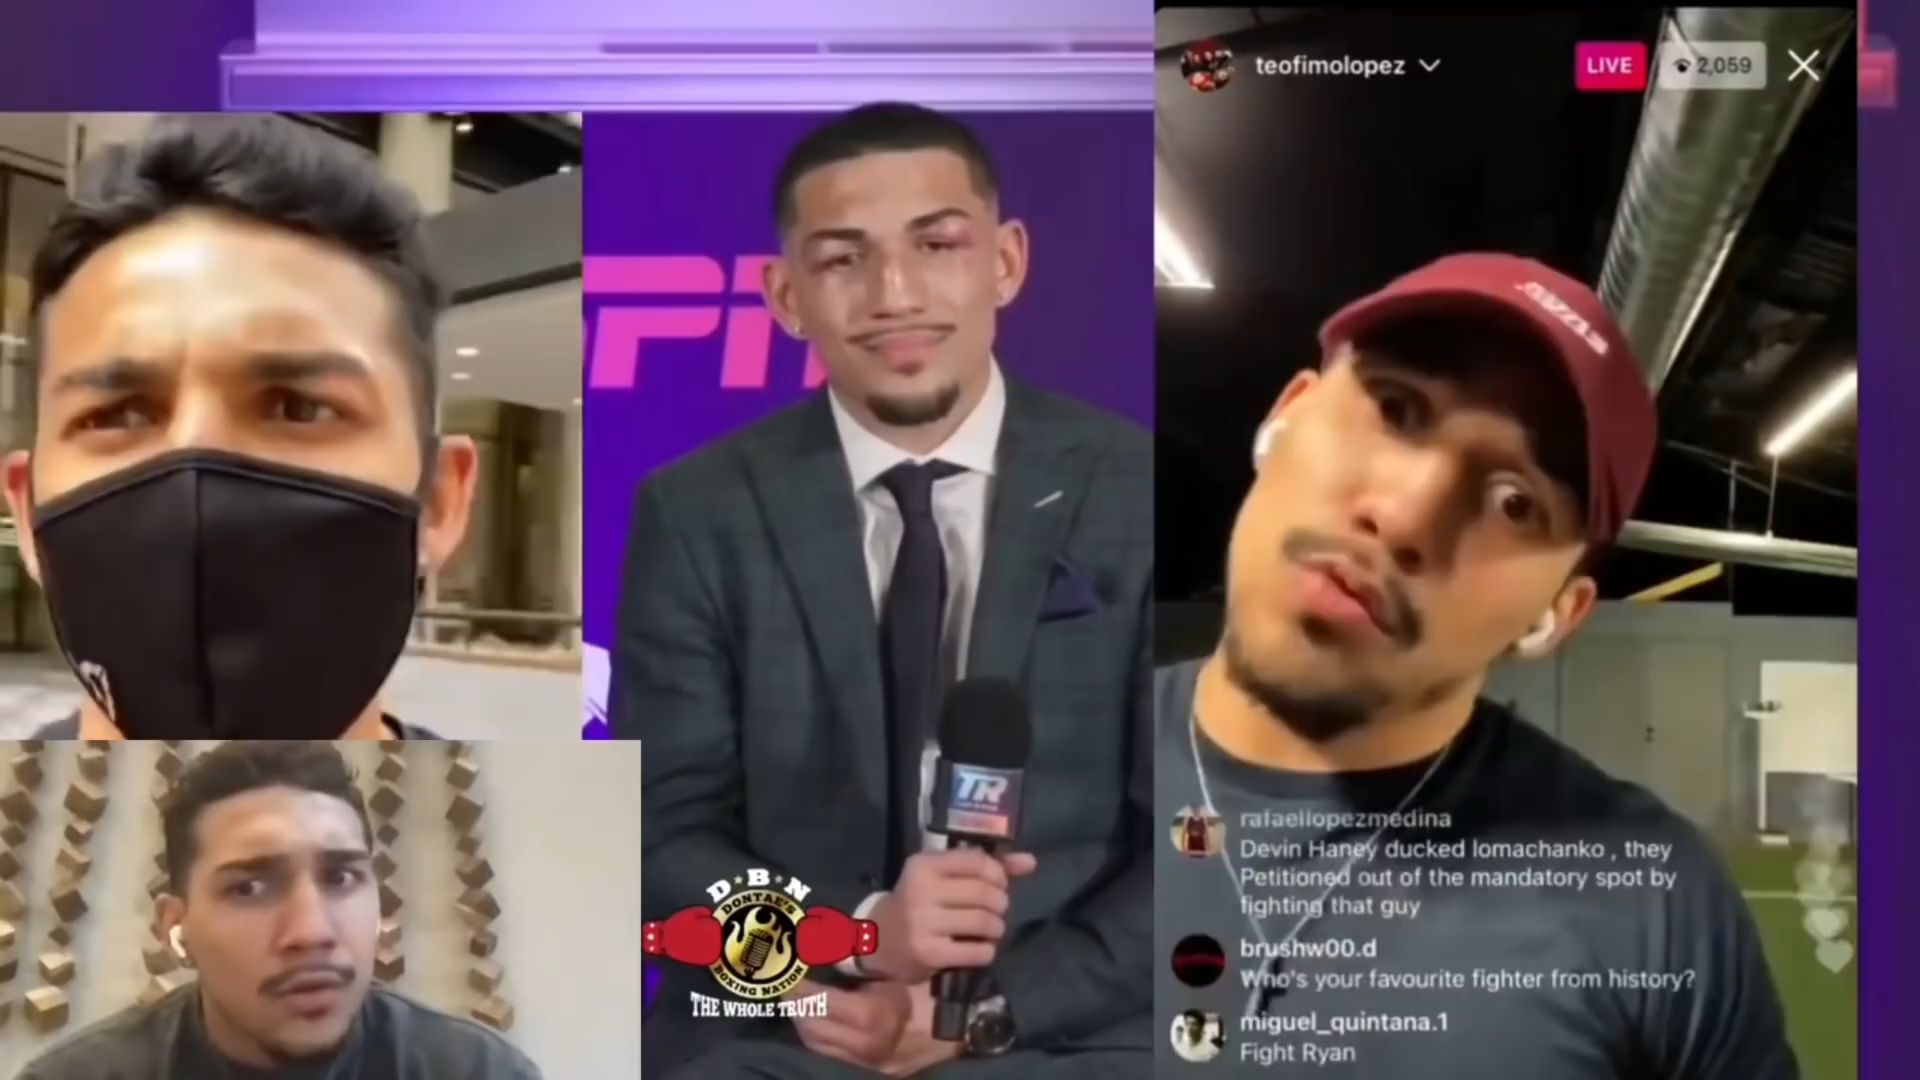 teofimolopez
LIVE
2,059
TR
rafaellopezmedina
Devin Haney ducked lomachanko , they
Petitioned out of the mandatory spot by
fighting that guy
brushw00.d
Who's your favourite fighter from history?
miguel_quintana.1
Fight Ryan
D★B★N
DONTAE'S
BOXING NATION
THE WHOLE TRUTH